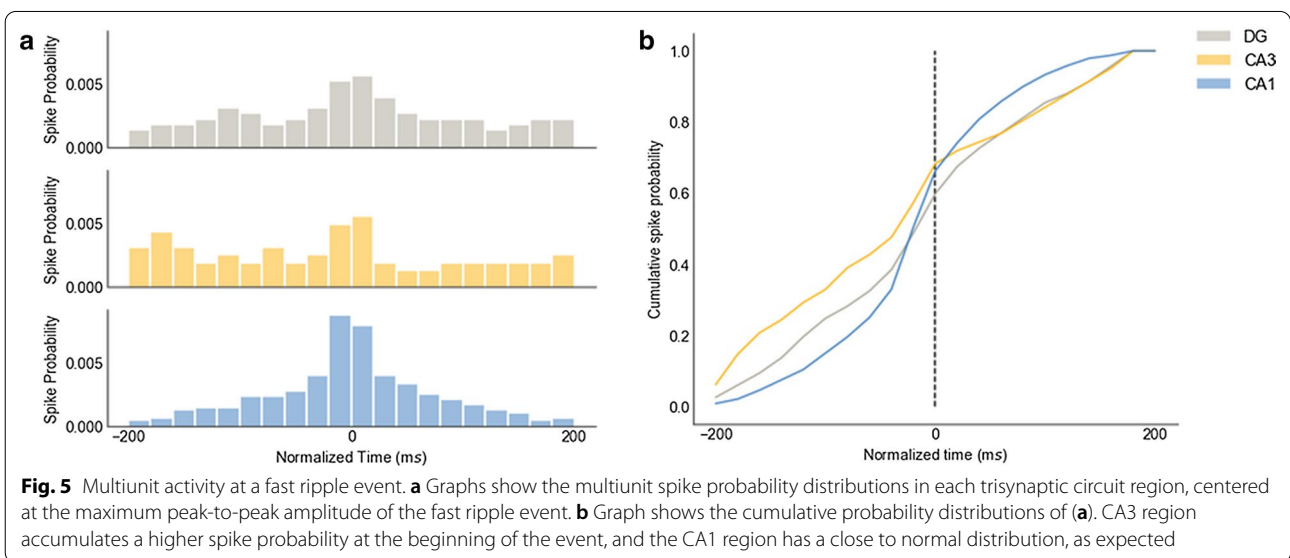 a
Spike Probability
0.005
0.000
Spike Probability
0.005
0.000
Spike Probability
0.005
0.000
−200
0
200
Normalized Time (ms)
b
Cumulative spike probability
1.0
0.8
0.6
0.4
0.2
0.0
−200
0
200
Normalized time (ms)
DG
CA3
CA1
Fig. 5 Multiunit activity at a fast ripple event. a Graphs show the multiunit spike probability distributions in each trisynaptic circuit region, centered
at the maximum peak-to-peak amplitude of the fast ripple event. b Graph shows the cumulative probability distributions of (a). CA3 region
accumulates a higher spike probability at the beginning of the event, and the CA1 region has a close to normal distribution, as expected